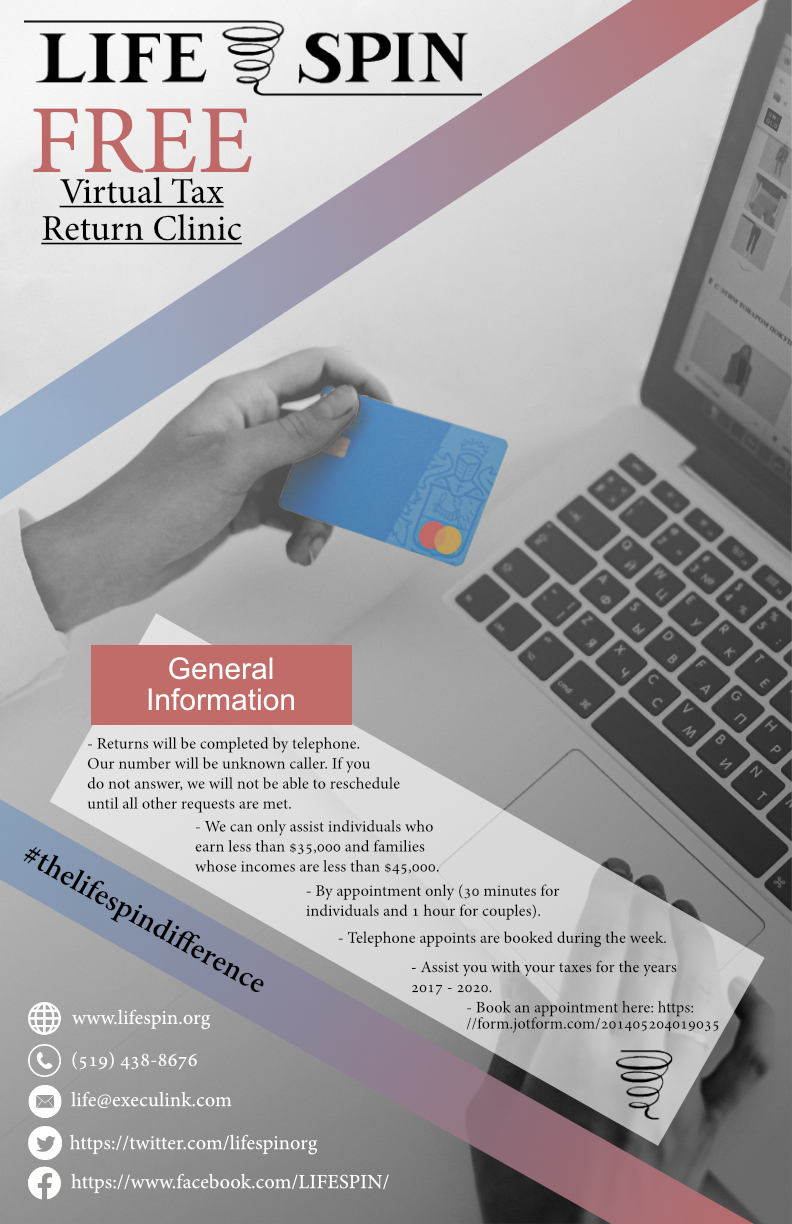 LIFE SPIN
FREE
Virtual Tax
Return Clinic
General
Information
- Returns will be completed by telephone.
Our number will be unknown caller. If you
do not answer, we will not be able to reschedule
until all other requests are met.
- We can only assist individuals who
earn less than $35,000 and families
whose incomes are less than $45,000.
- By appointment only (30 minutes for
individuals and 1 hour for couples).
- Telephone appoints are booked during the week.
- Assist you with your taxes for the years
2017 - 2020.
- Book an appointment here: https:
//form.jotform.com/201405204019035
#thelifespindifference
www.lifespin.org
(519) 438-8676
life@execulink.com
https://twitter.com/lifespinorg
https://www.facebook.com/LIFESPIN/